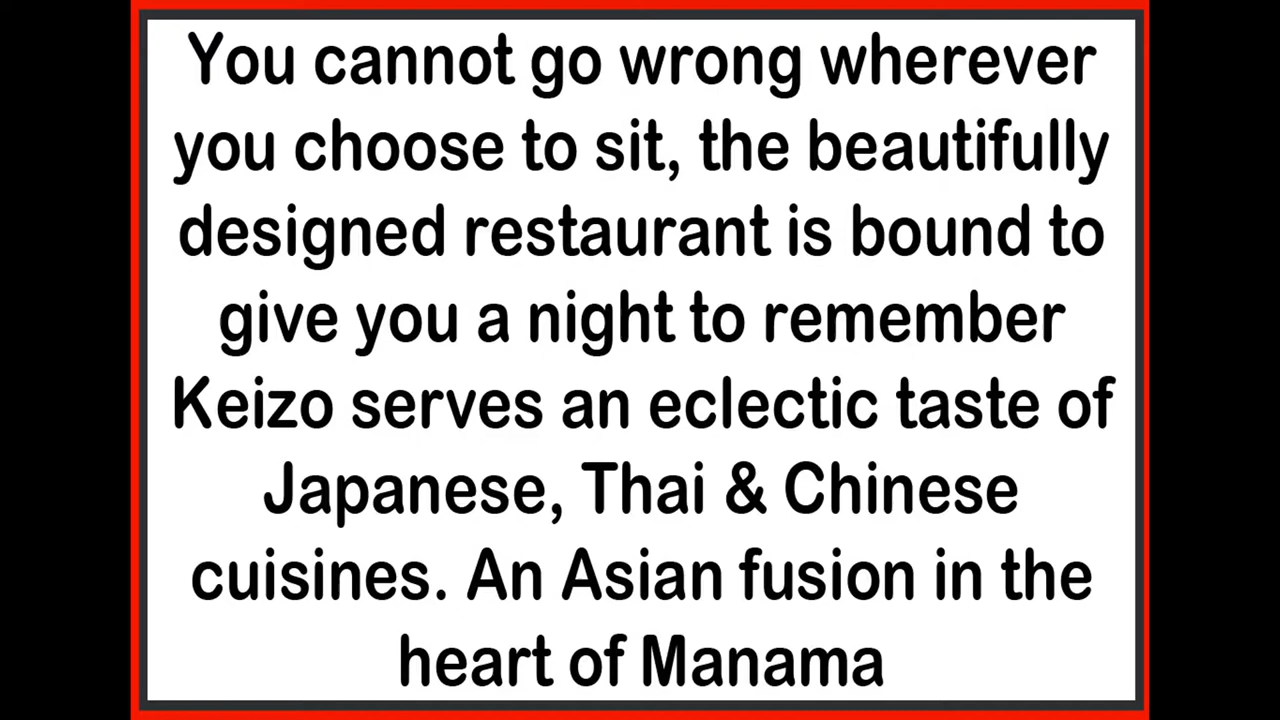 You cannot go wrong wherever
you choose to sit, the beautifully
designed restaurant is bound to
give you a night to remember
Keizo serves an eclectic taste of
Japanese, Thai & Chinese
cuisines. An Asian fusion in the
heart of Manama